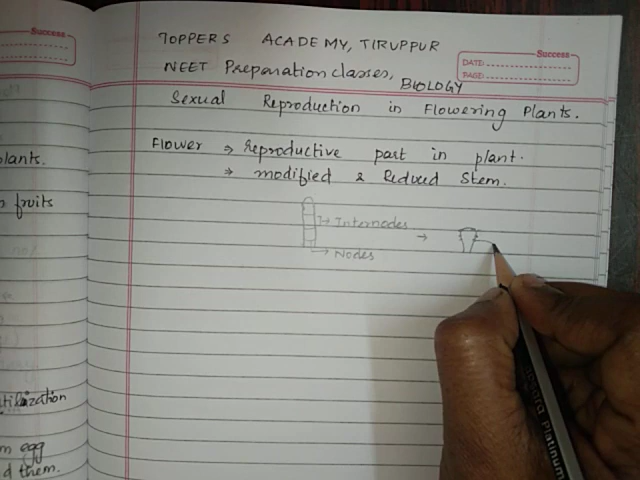 Success
TOPPERS ACADEMY, TIRUPPUR
NEET Preparation classes, BIOLOGY
Success
DATE:
PAGE:
Sexual Reproduction in Flowering Plants.
Flower → Reproductive part in plant.
→ modified & Reduced Stem.
→ Internodes
→
→ Nodes
plants.
fruits
tilization
egg
d them.
Platinum